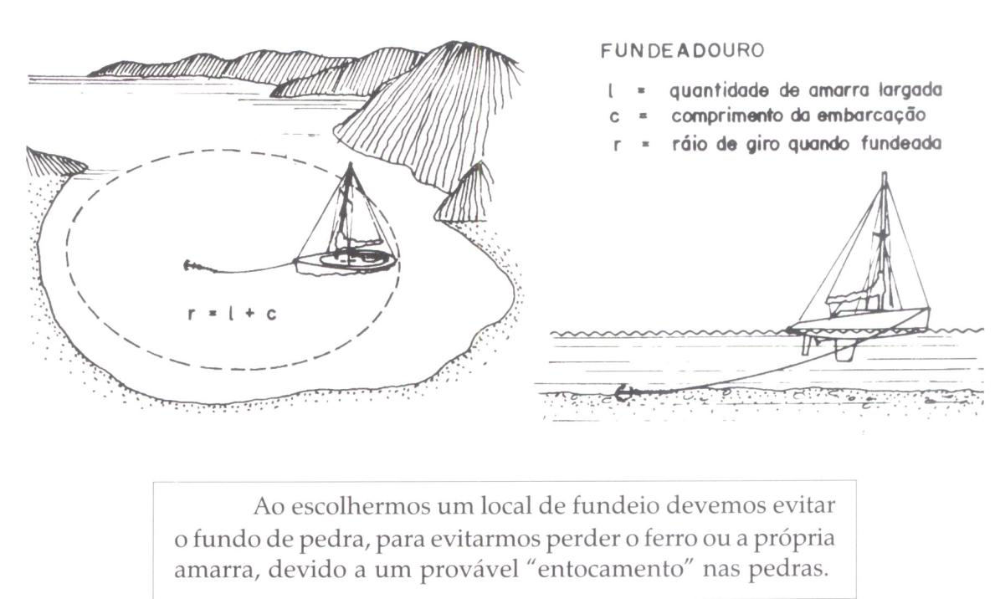 FUNDEADOURO
l = quantidade de amarra largada
c = comprimento da embarcação
r = ráio de giro quando fundeada
r = l + c
Ao escolhermos um local de fundeio devemos evitar
o fundo de pedra, para evitarmos perder o ferro ou a própria
amarra, devido a um provável “entocamento” nas pedras.